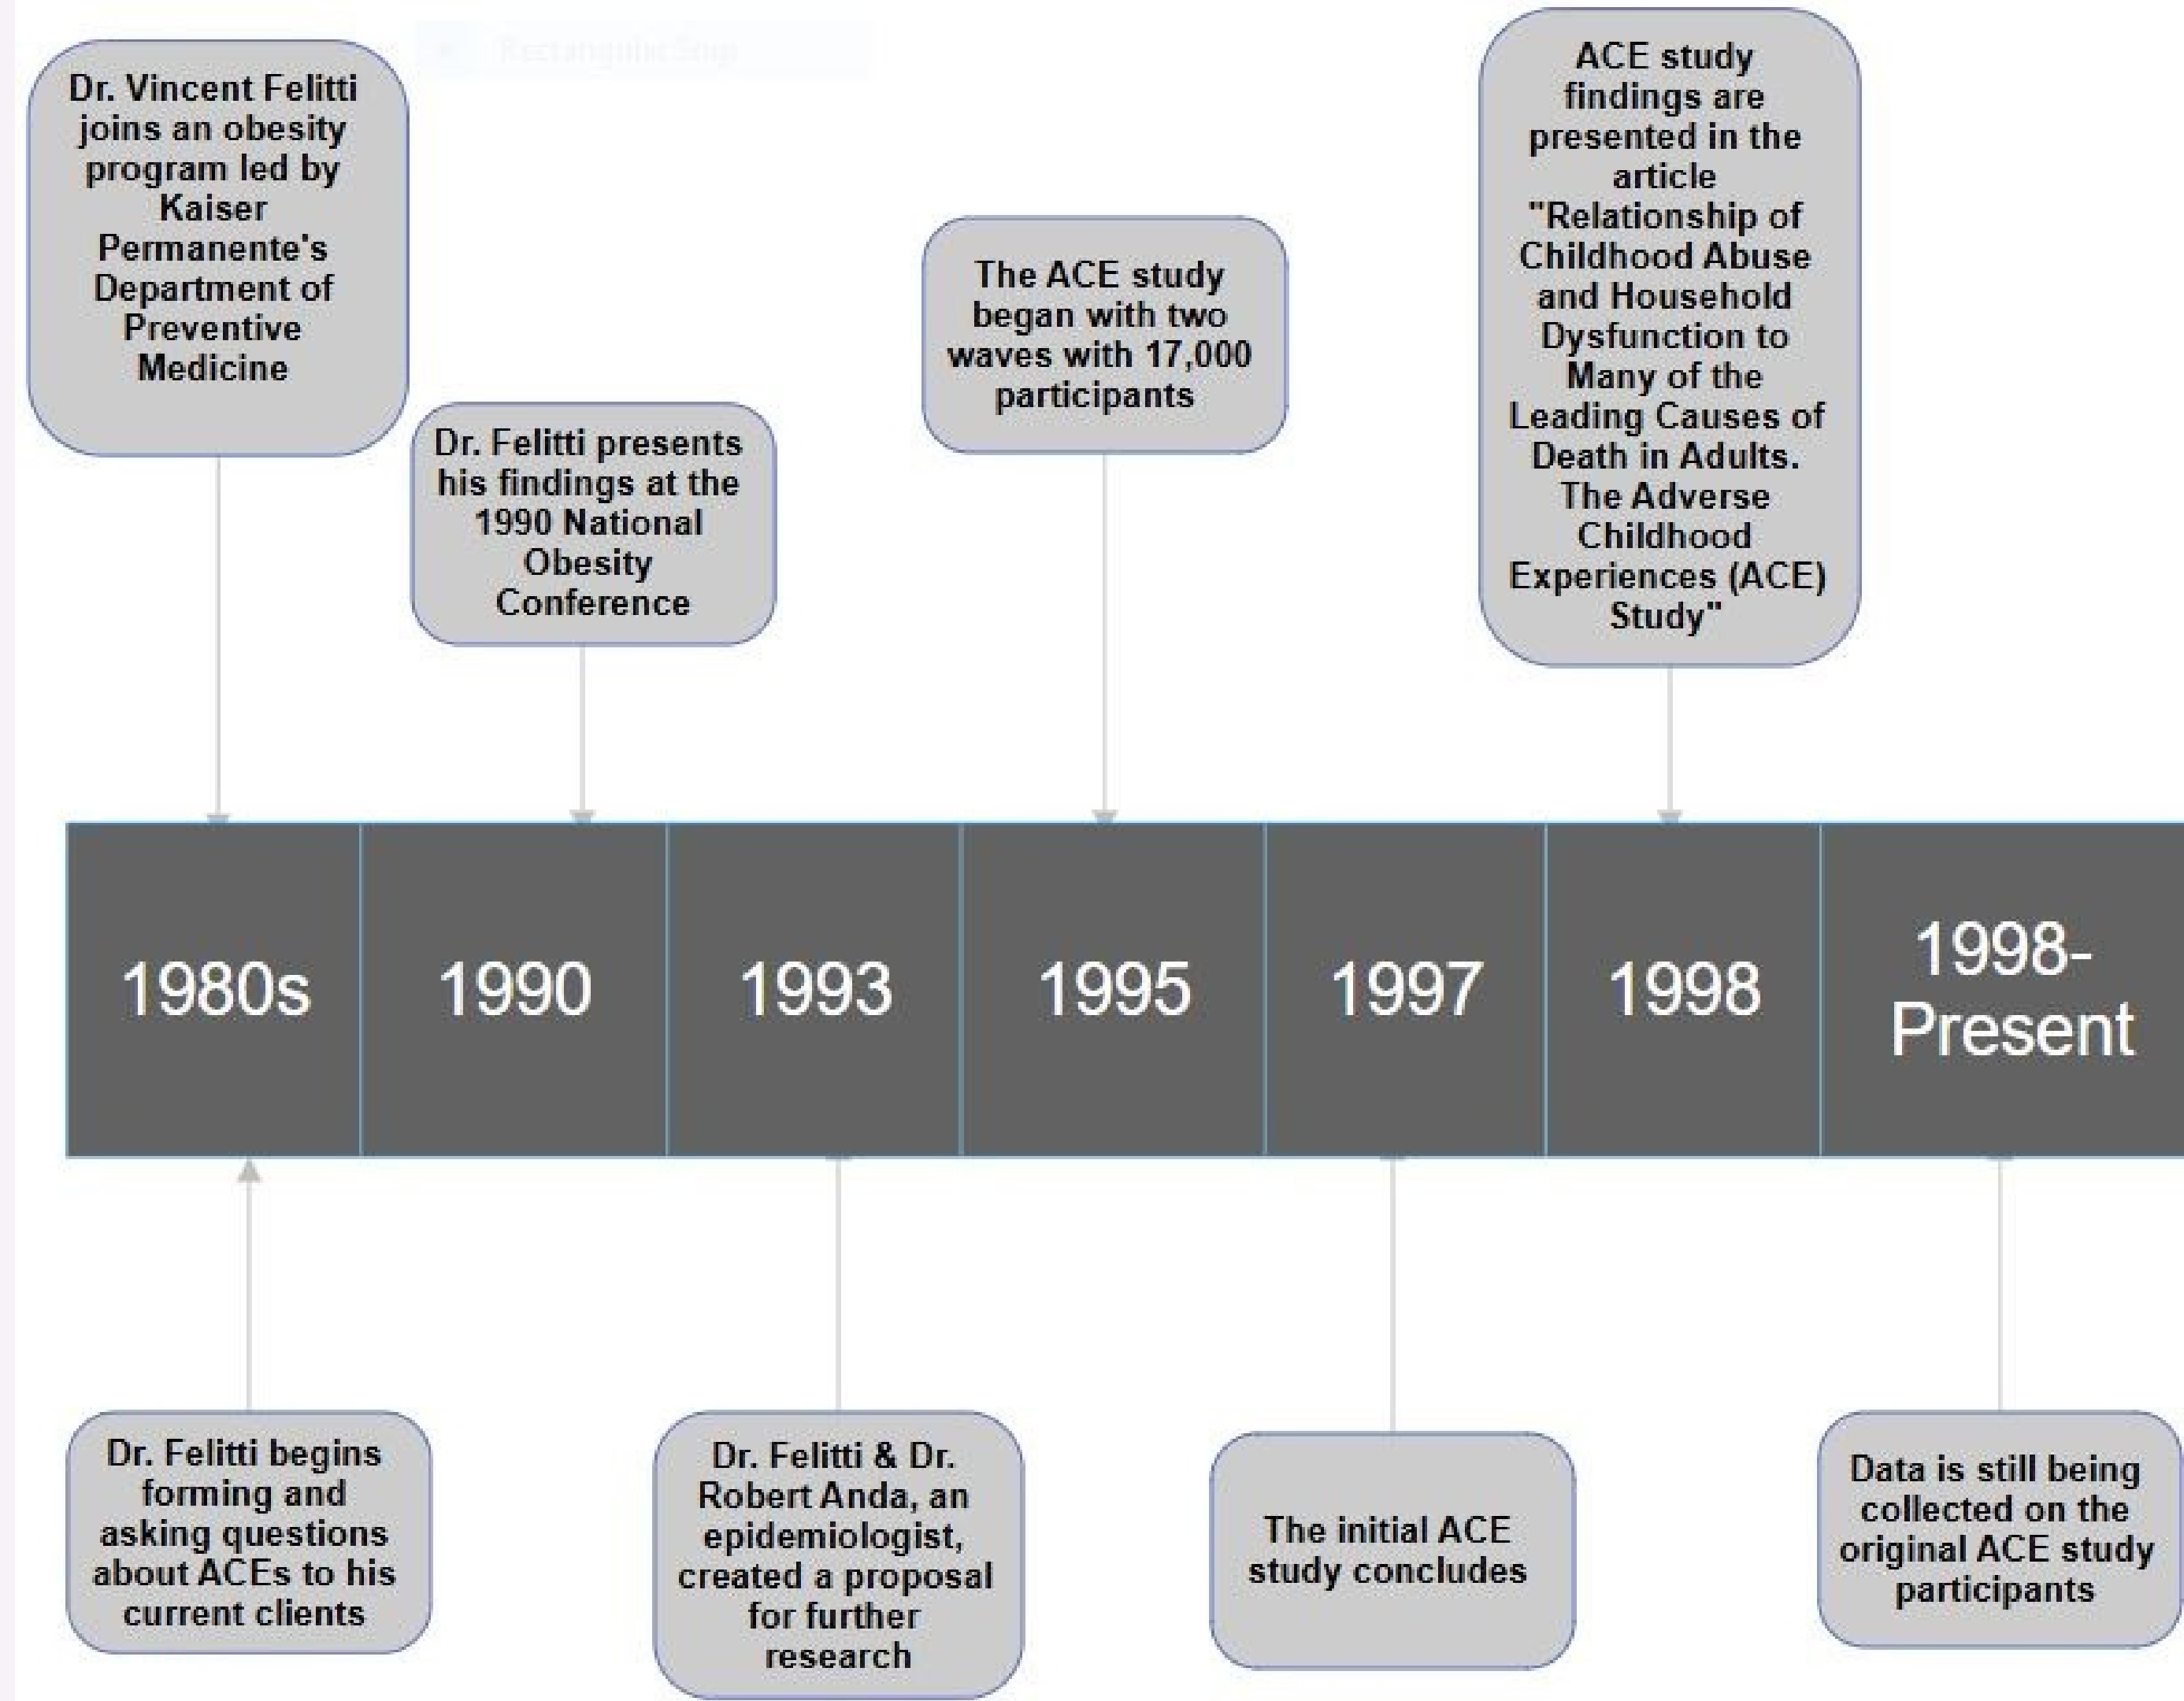 Dr. Vincent Felitti
joins an obesity
program led by
Kaiser
Permanente's
Department of
Preventive
Medicine
Dr. Felitti presents
his findings at the
1990 National
Obesity
Conference
The ACE study
began with two
waves with 17,000
participants
ACE study
findings are
presented in the
article
"Relationship of
Childhood Abuse
and Household
Dysfunction to
Many of the
Leading Causes of
Death in Adults.
The Adverse
Childhood
Experiences (ACE)
Study"
1980s
1990
1993
1995
1997
1998
1998-
Present
Dr. Felitti begins
forming and
asking questions
about ACEs to his
current clients
Dr. Felitti & Dr.
Robert Anda, an
epidemiologist,
created a proposal
for further
research
The initial ACE
study concludes
Data is still being
collected on the
original ACE study
participants